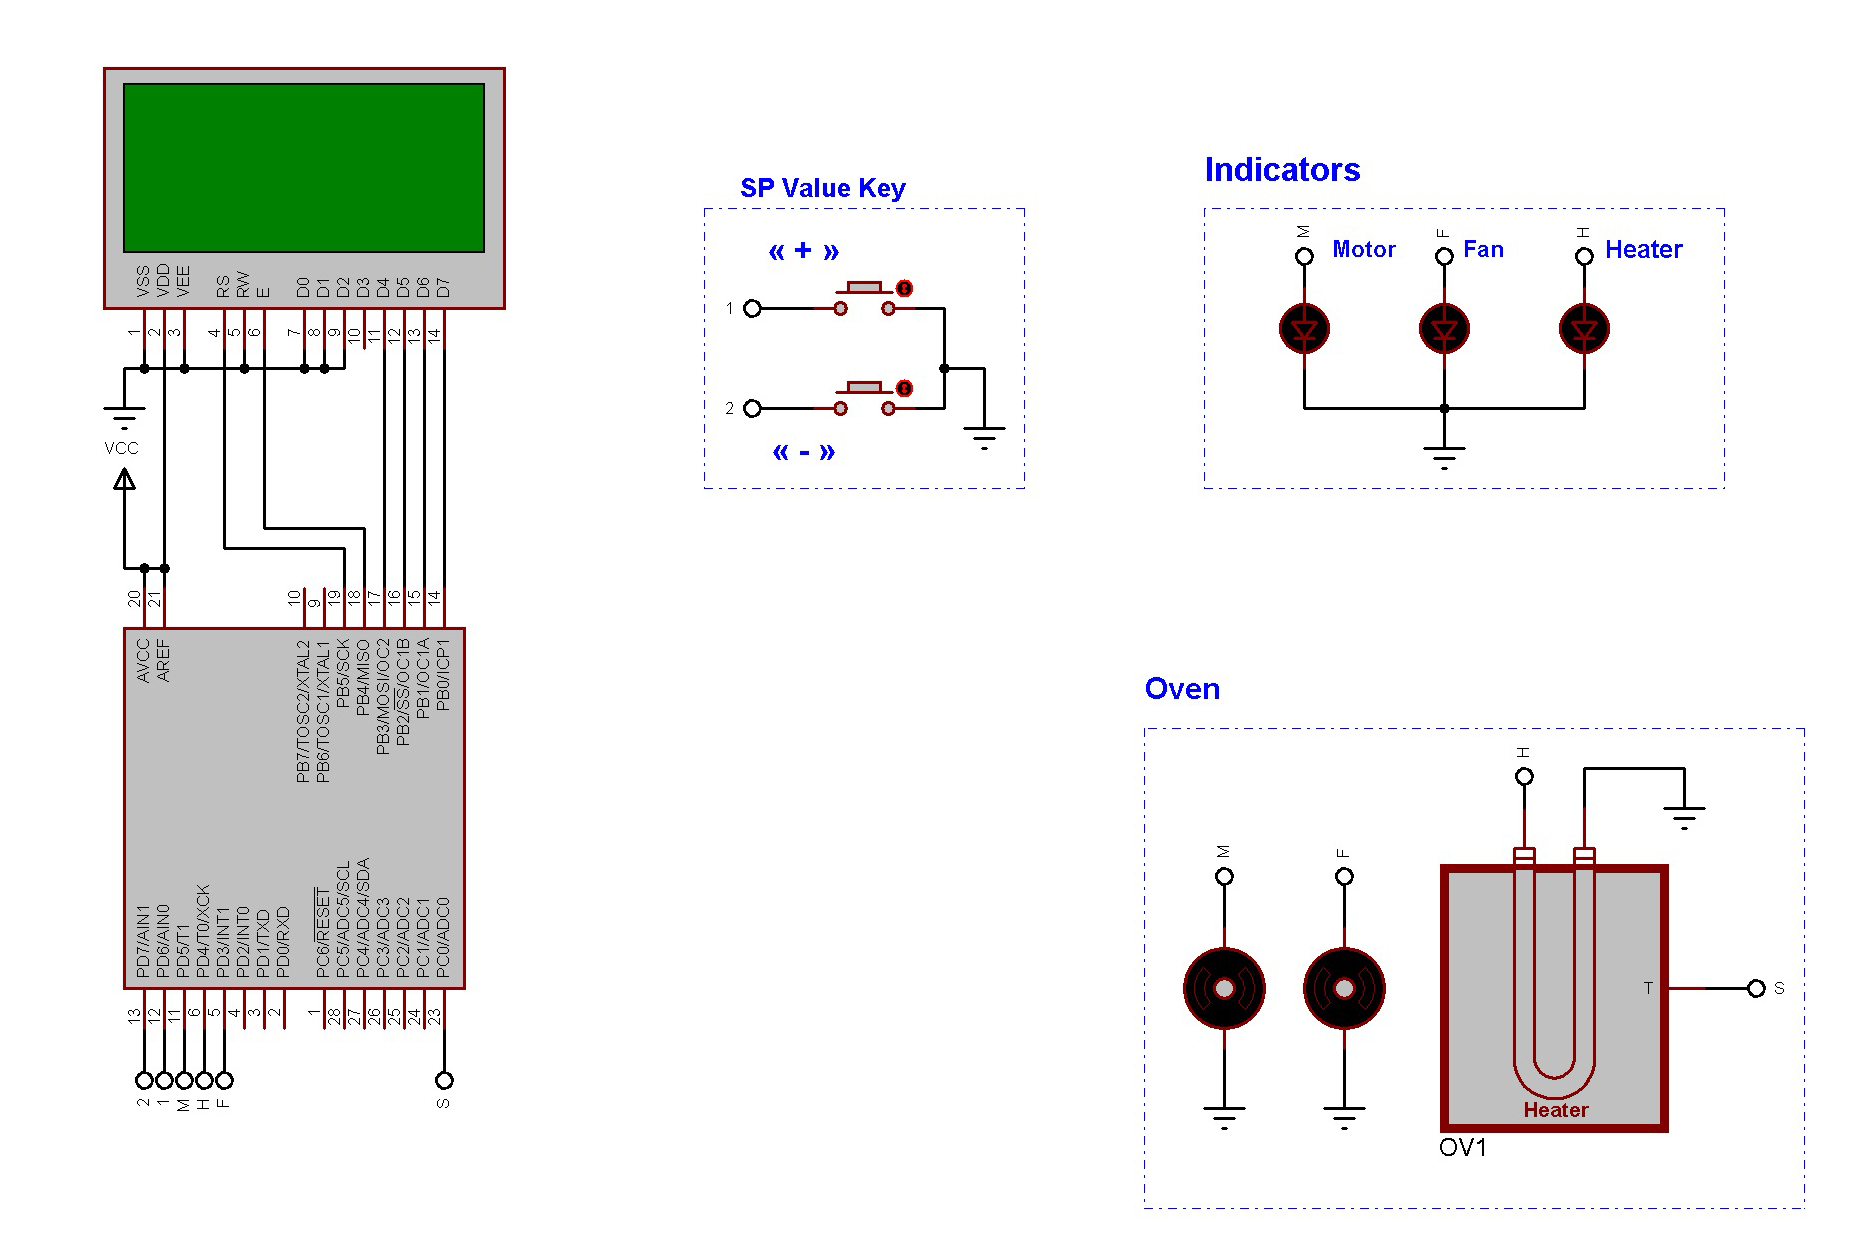 VSS
VDD
VEE
RS
RW
E
D0
D1
D2
D3
D4
D5
D6
D7
1
2
3
4
5
6
7
8
9
10
11
12
13
14
VCC
20
21
10
9
19
18
17
16
15
14
AVCC
AREF
PB7/TOSC2/XTAL2
PB6/TOSC1/XTAL1
PB5/SCK
PB4/MISO
PB3/MOSI/OC2
PB2/SS/OC1B
PB1/OC1A
PB0/ICP1
PD7/AIN1
PD6/AIN0
PD5/T1
PD4/T0/XCK
PD3/INT1
PD2/INT0
PD1/TXD
PD0/RXD
PC6/RESET
PC5/ADC5/SCL
PC4/ADC4/SDA
PC3/ADC3
PC2/ADC2
PC1/ADC1
PC0/ADC0
13
12
11
6
5
4
3
2
1
28
27
26
25
24
23
2
1
M
H
F
S
SP Value Key
« + »
1
2
« - »
Indicators
M
Motor
F
Fan
H
Heater
Oven
H
M
F
T
S
Heater
OV1